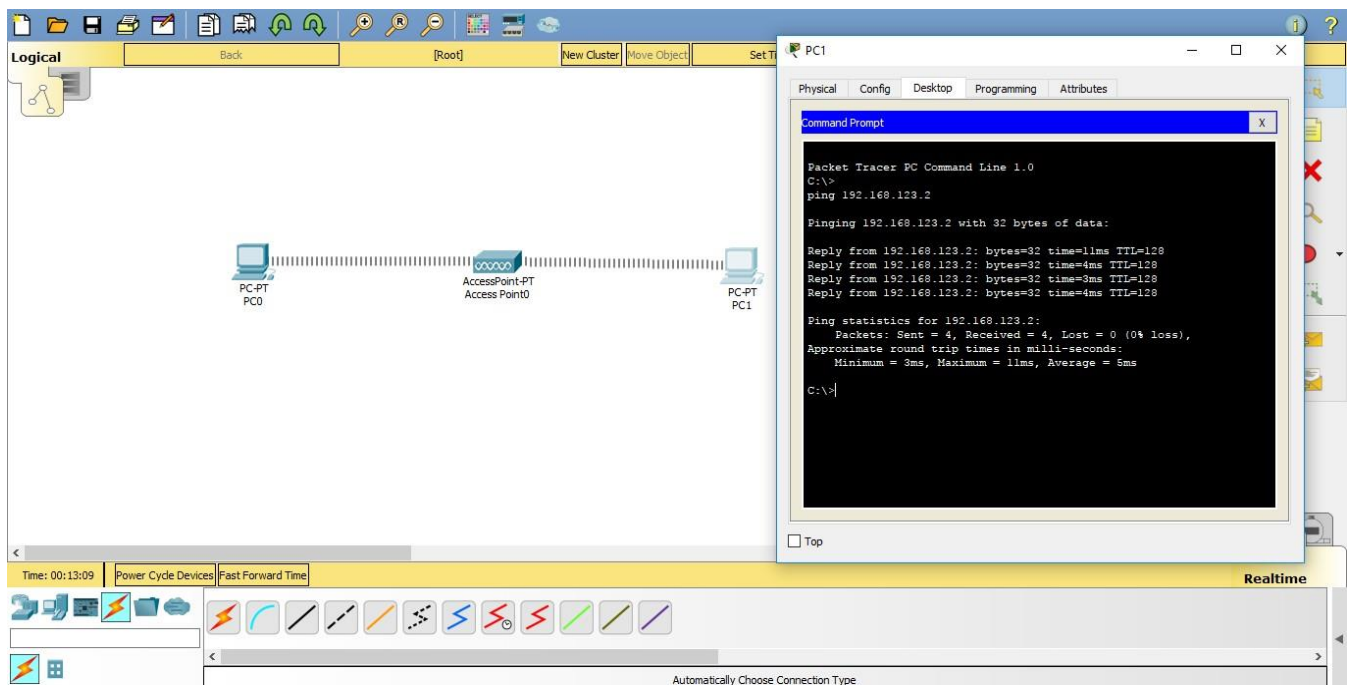 Logical
Back
[Root]
New Cluster
Move Object
Set Ti
PC1
Physical
Config
Desktop
Programming
Attributes
Command Prompt
X
Packet Tracer PC Command Line 1.0
C:\>
ping 192.168.123.2
Pinging 192.168.123.2 with 32 bytes of data:
Reply from 192.168.123.2: bytes=32 time=11ms TTL=128
Reply from 192.168.123.2: bytes=32 time=4ms TTL=128
Reply from 192.168.123.2: bytes=32 time=3ms TTL=128
Reply from 192.168.123.2: bytes=32 time=4ms TTL=128
Ping statistics for 192.168.123.2:
Packets: Sent = 4, Received = 4, Lost = 0 (0% loss),
Approximate round trip times in milli-seconds:
Minimum = 3ms, Maximum = 11ms, Average = 5ms
C:\>
Top
PC-PT
PC0
AccessPoint-PT
Access Point0
PC-PT
PC1
Time: 00:13:09
Power Cycle Devices
Fast Forward Time
Realtime
Automatically Choose Connection Type